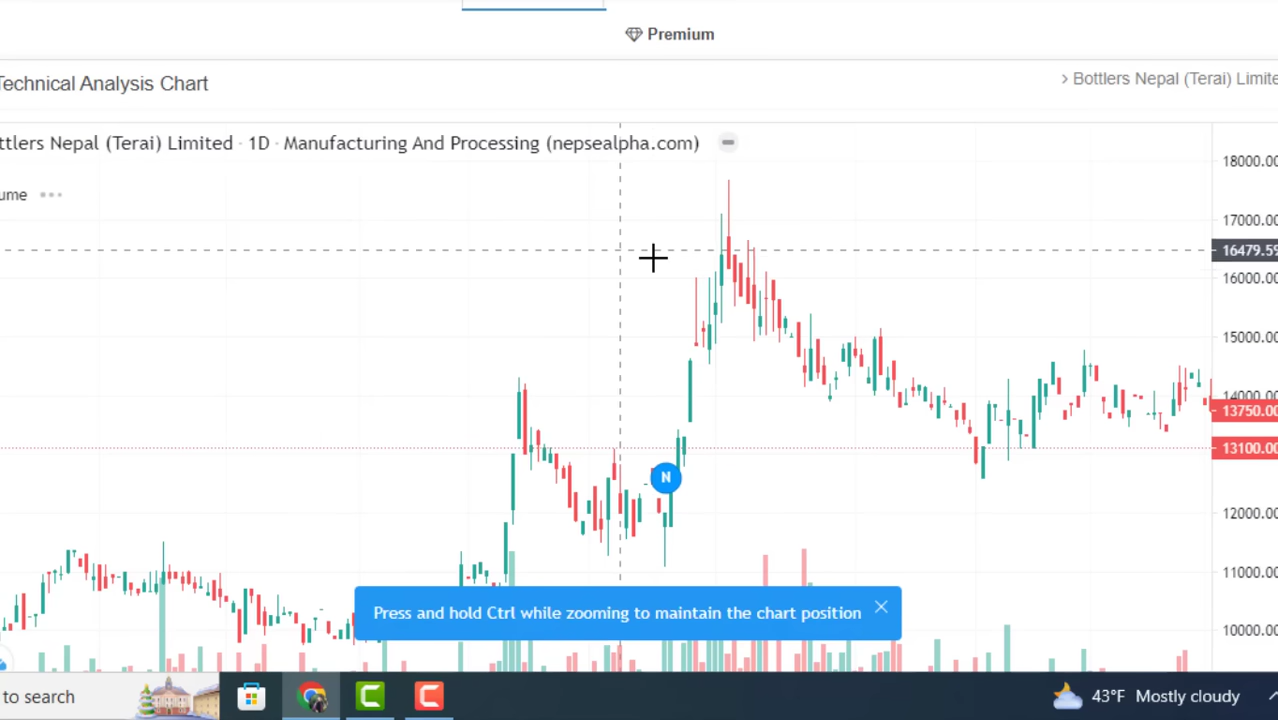 Premium
Technical Analysis Chart
> Bottlers Nepal (Terai) Limite
ttlers Nepal (Terai) Limited · 1D · Manufacturing And Processing (nepsealpha.com)
ume
18000.00
17000.00
16479.59
16000.00
15000.00
14000.00
13750.00
13100.00
N
12000.00
11000.00
10000.00
Press and hold Ctrl while zooming to maintain the chart position
to search
43°F Mostly cloudy